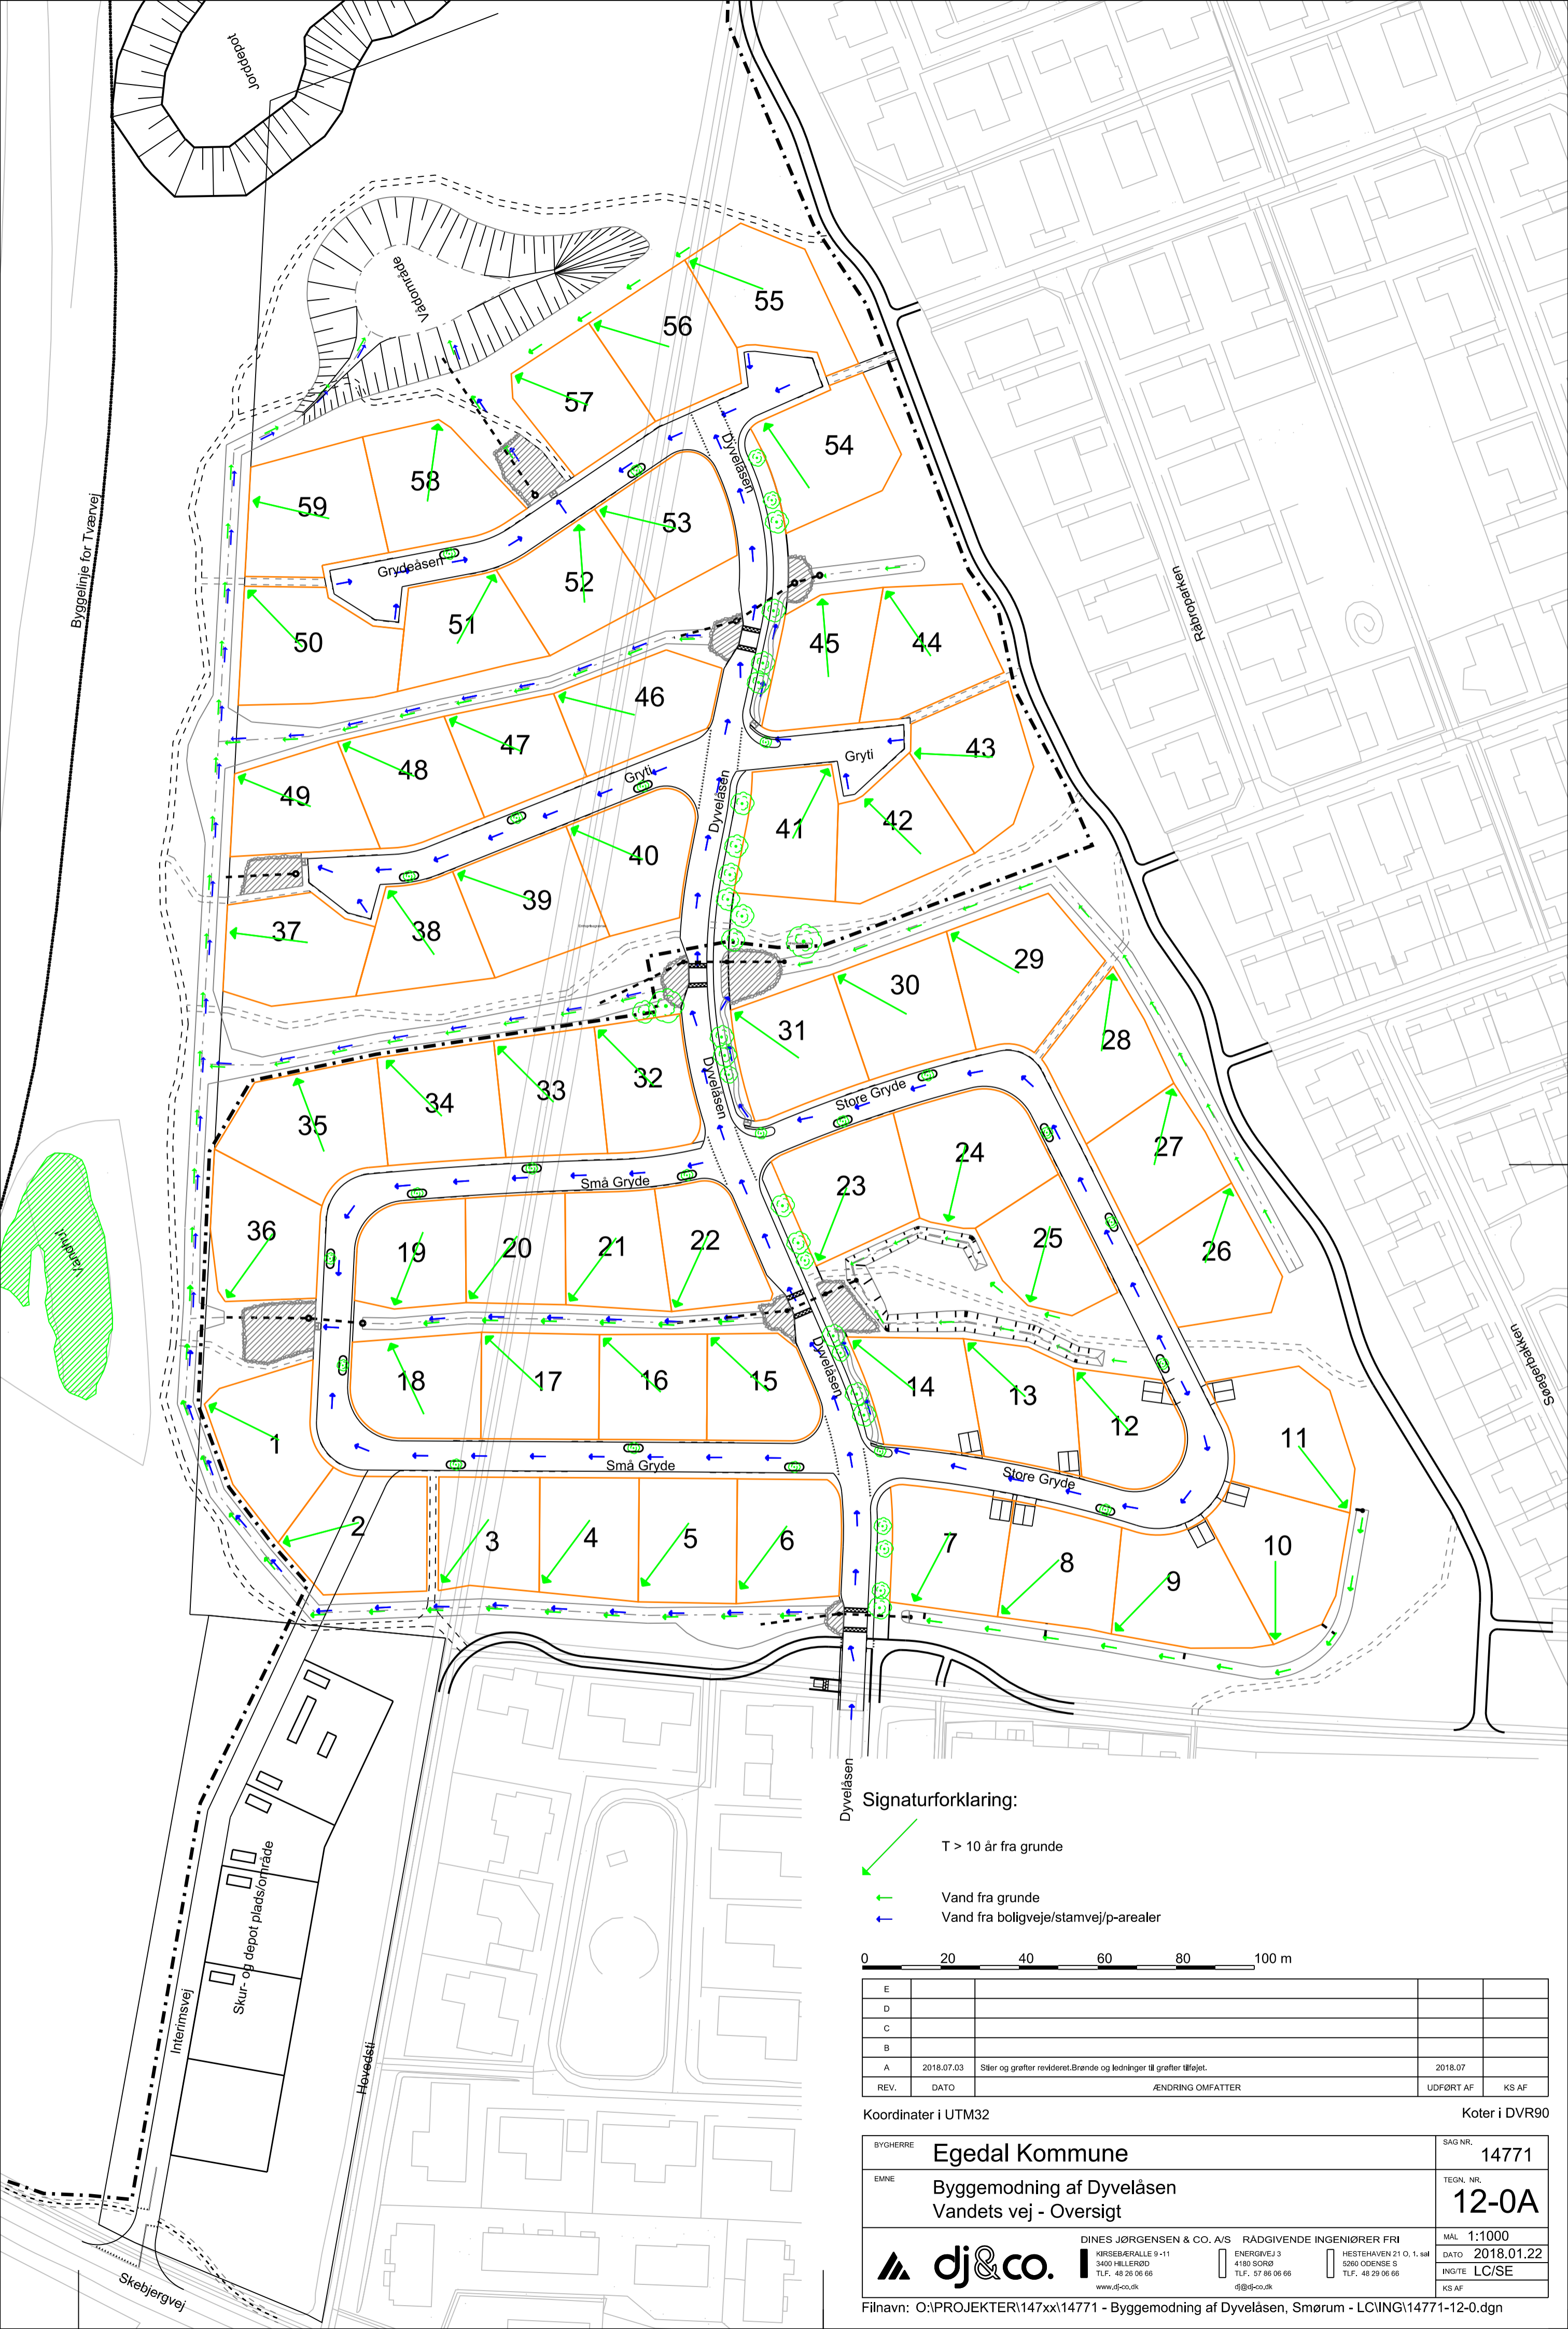 Jorddepot
Vådområde
Byggelinje for Tværvej
55
56
57
54
58
59
53
Dyvelåsen
Grydeåsen
52
51
50
45
44
46
47
48
49
43
Gryti
Gryti
Dyvelåsen
42
41
40
39
38
37
Råbroparken
29
30
31
28
32
33
34
35
Dyvelåsen
Store Gryde
27
24
23
Små Gryde
36
19
20
21
22
25
26
Vandhul
18
17
16
15
Dyvelåsen
14
13
12
11
Søagerbakken
1
Små Gryde
Store Gryde
2
3
4
5
6
7
8
9
10
Dyvelåsen
Interimsvej
Skur- og depot plads/område
Hovedsti
Skebjergvej
Signaturforklaring:
T > 10 år fra grunde
Vand fra grunde
Vand fra boligveje/stamvej/p-arealer
0 20 40 60 80 100 m
E
D
C
B
A 2018.07.03 Stier og grøfter revideret.Brønde og ledninger til grøfter tilføjet. 2018.07
REV. DATO ÆNDRING OMFATTER UDFØRT AF KS AF
Koordinater i UTM32 Koter i DVR90
BYGHERRE Egedal Kommune SAG NR. 14771
EMNE Byggemodning af Dyvelåsen TEGN. NR.
Vandets vej - Oversigt 12-0A
DINES JØRGENSEN & CO. A/S RÅDGIVENDE INGENIØRER FRI MÅL 1:1000
dj&co.
KIRSEBÆRALLE 9 -11 ENERGIVEJ 3 HESTEHAVEN 21 O, 1. sal DATO 2018.01.22
3400 HILLERØD 4180 SORØ 5260 ODENSE S
TLF. 48 26 06 66 TLF. 57 86 06 66 TLF. 48 29 06 66 ING/TE LC/SE
www.dj-co.dk dj@dj-co.dk KS AF
Filnavn: O:\PROJEKTER\147xx\14771 - Byggemodning af Dyvelåsen, Smørum - LC\ING\14771-12-0.dgn